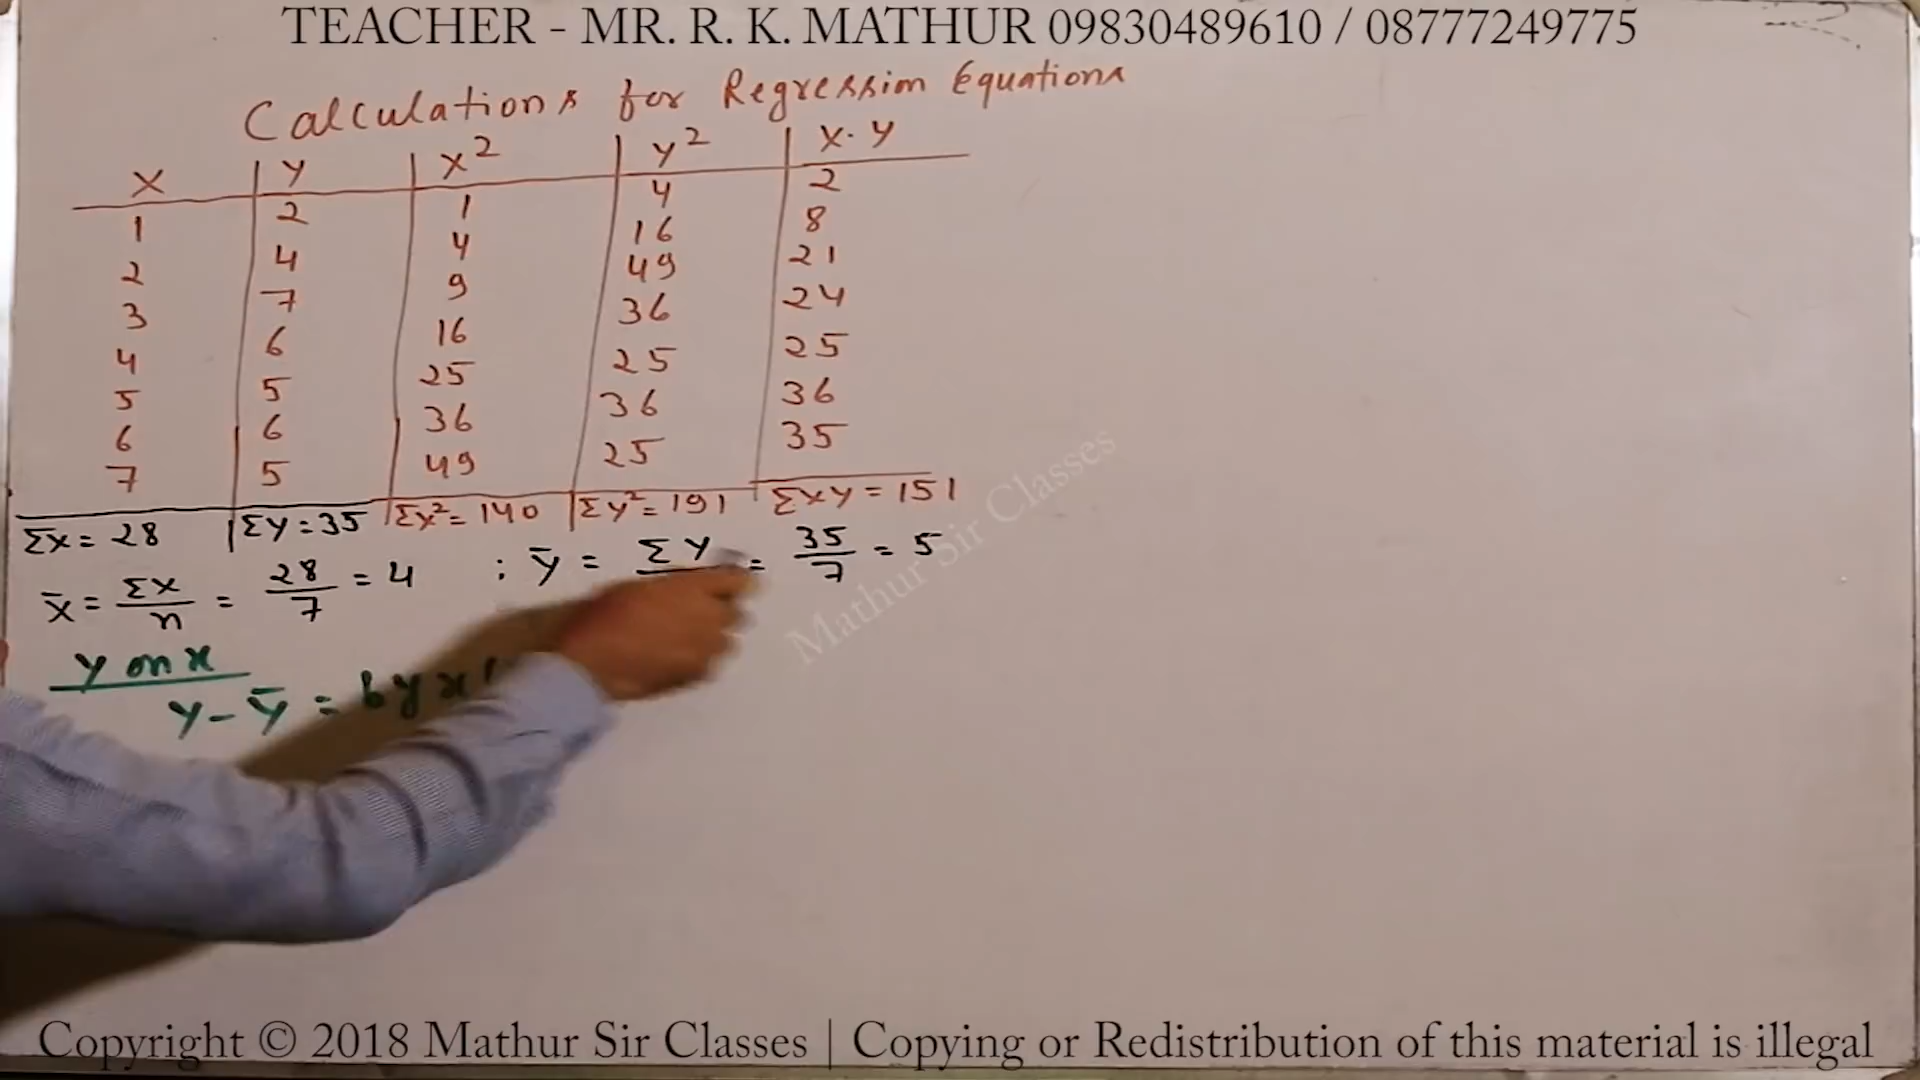 TEACHER - MR. R. K. MATHUR 09830489610 / 08777249775
Calculations for Regression Equations
X Y X² Y² X·Y
1 2 1 4 2
2 4 4 16 8
3 7 9 49 21
4 6 16 36 24
5 5 25 25 25
6 6 36 36 36
7 5 49 25 35
ΣX = 28 ΣY = 35 ΣX² = 140 ΣY² = 191 ΣXY = 151
X̄ = ΣX/n = 28/7 = 4 ; Ȳ = ΣY = 35/7 = 5
Y on X
Y - Ȳ = byx
Mathur Sir Classes
Copyright © 2018 Mathur Sir Classes | Copying or Redistribution of this material is illegal